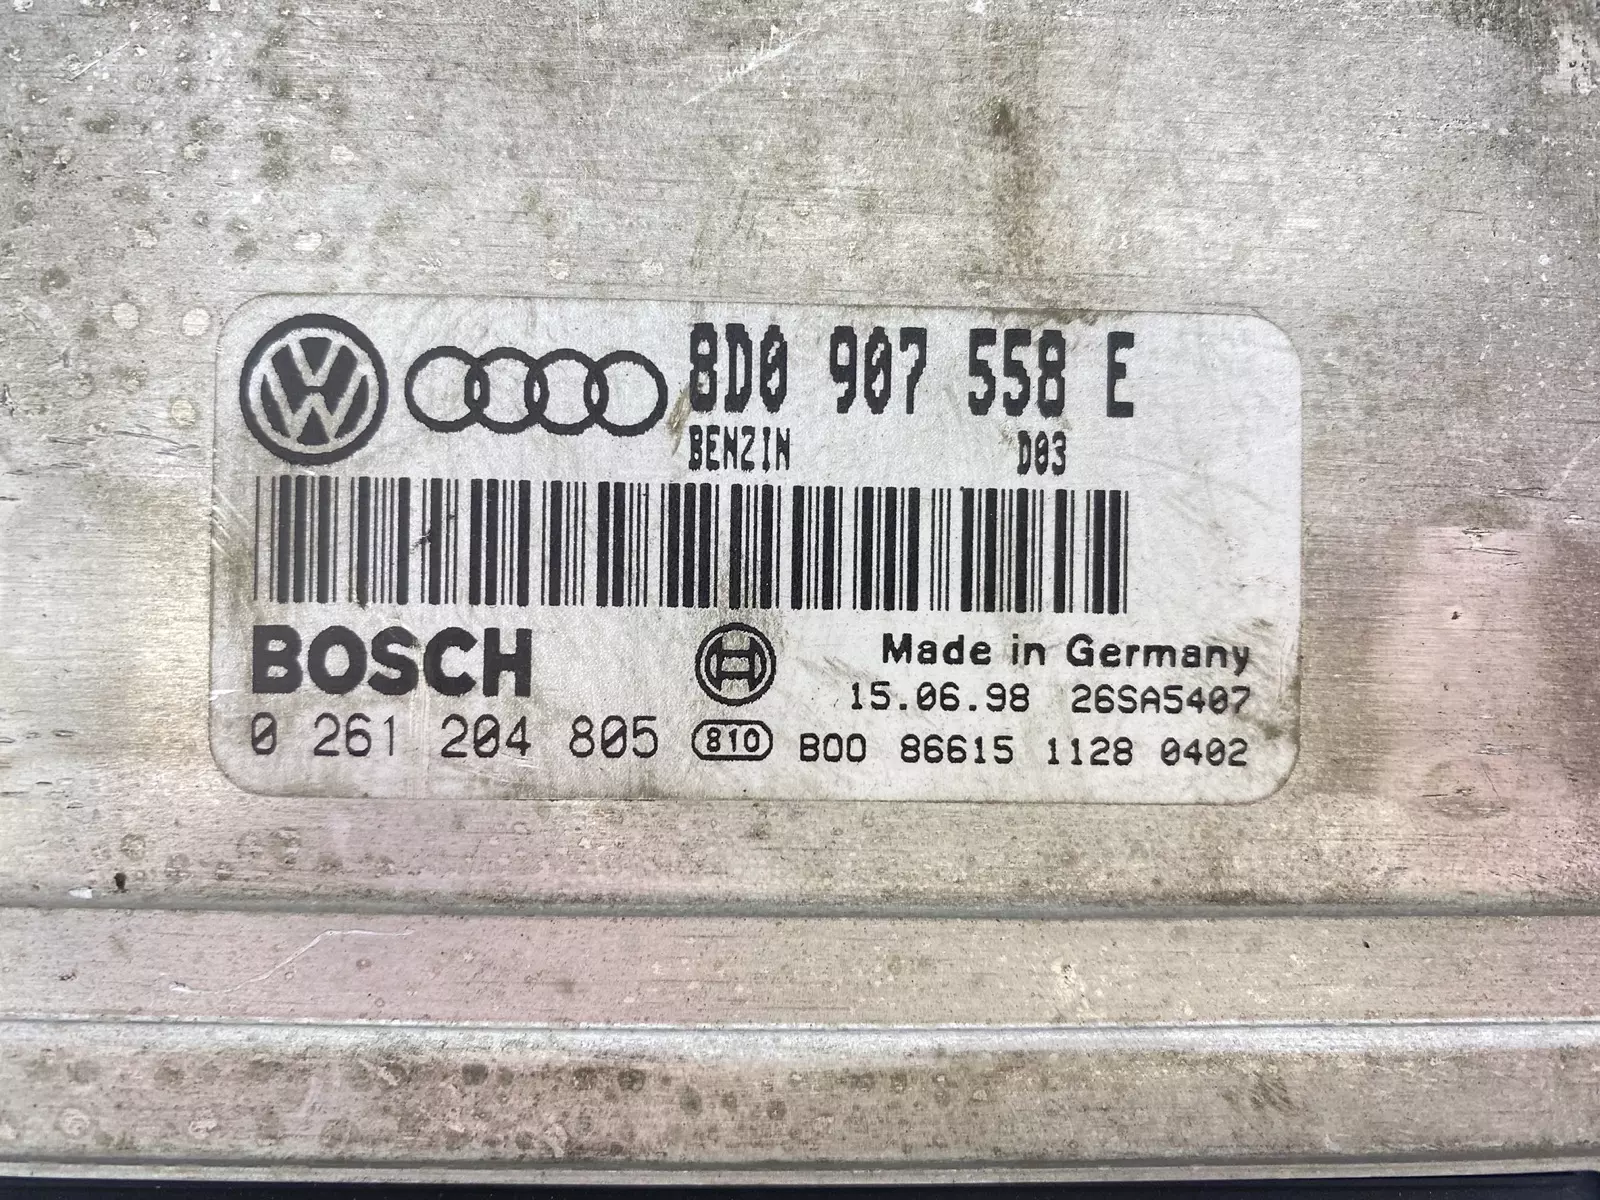 8D0 907 558 E
BENZIN D03
BOSCH
Made in Germany
15.06.98 26SA5407
0 261 204 805 810 B00 86615 1128 0402